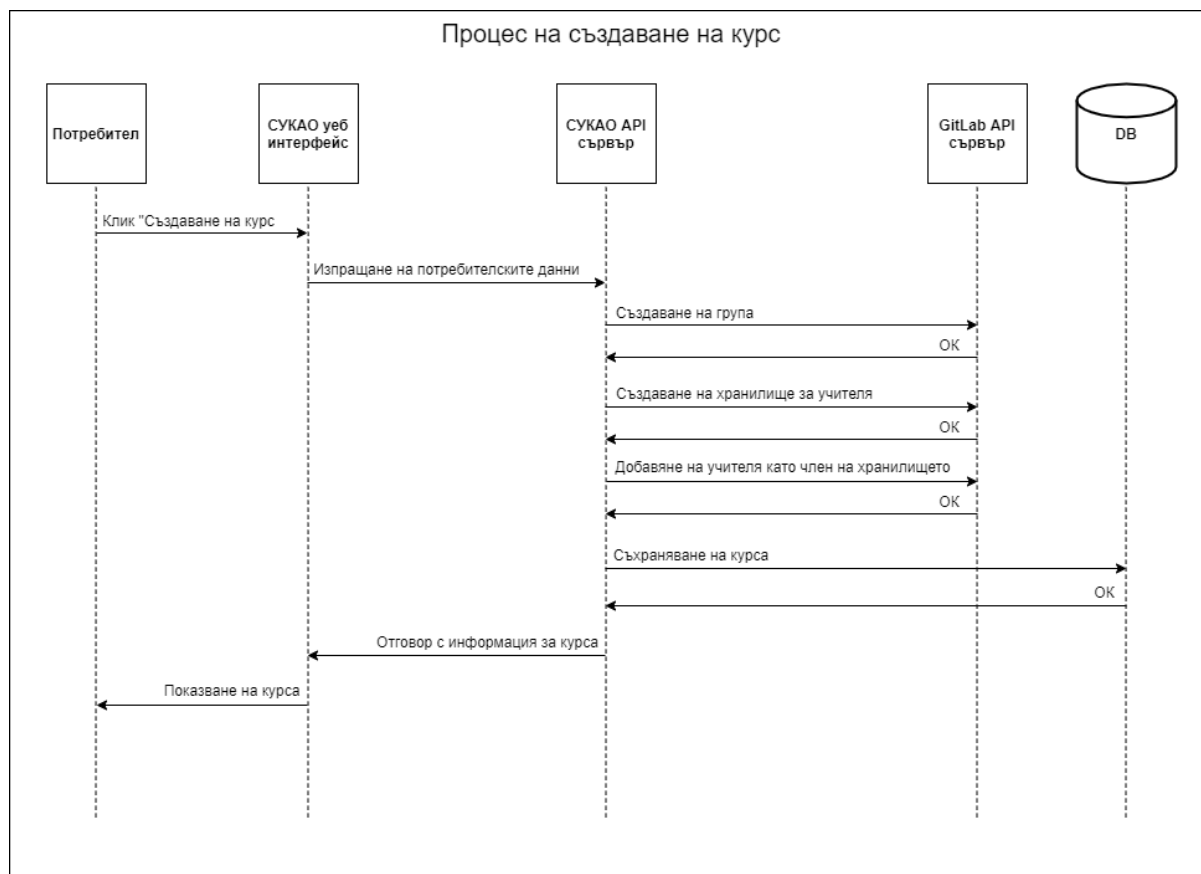 Процес на създаване на курс
Потребител
СУКАО уеб
интерфейс
СУКАО API
сървър
GitLab API
сървър
DB
Клик "Създаване на курс
Изпращане на потребителските данни
Създаване на група
OK
Създаване на хранилище за учителя
OK
Добавяне на учителя като член на хранилището
OK
Съхраняване на курса
OK
Отговор с информация за курса
Показване на курса